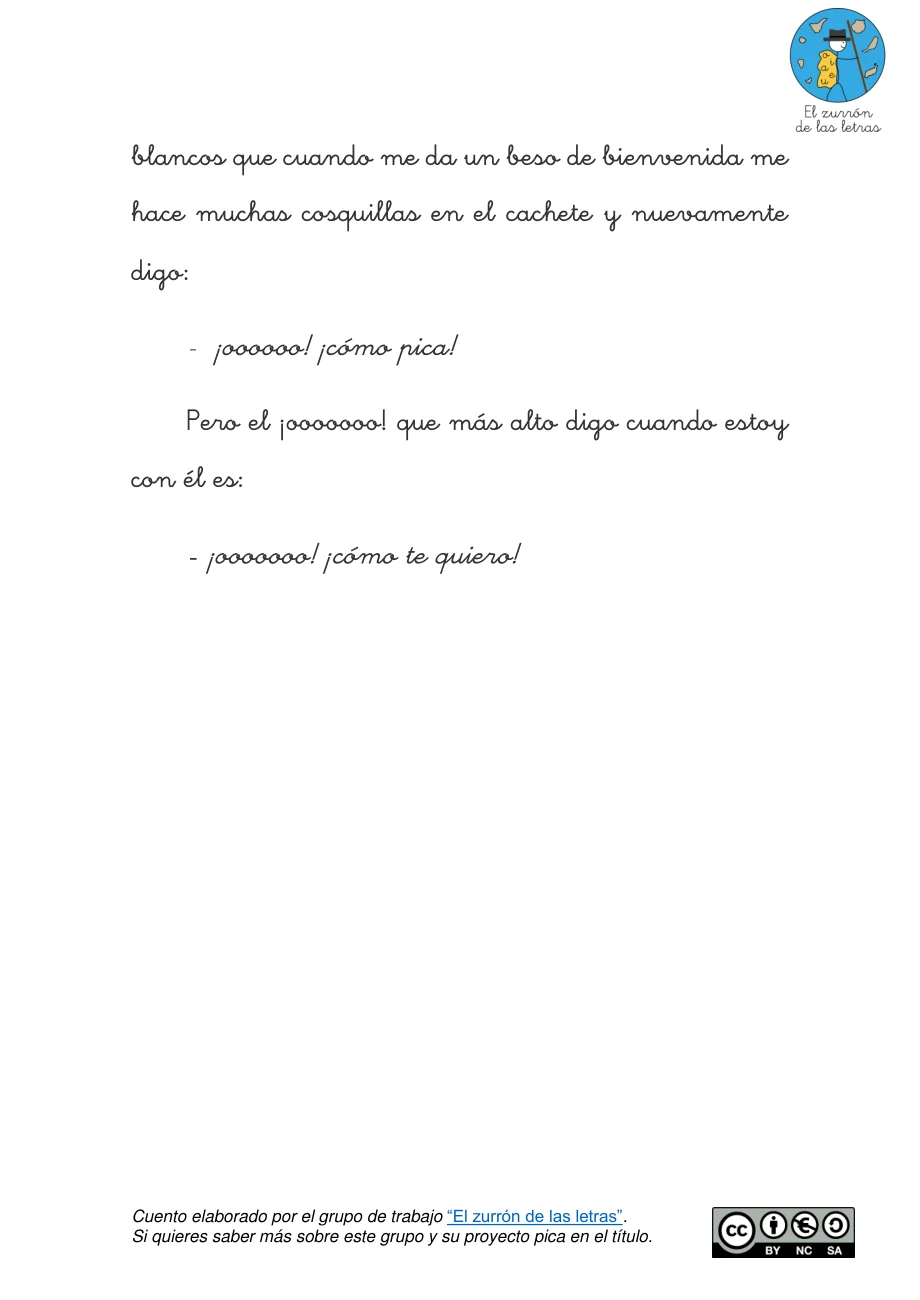 El zurrón
de las letras
blancos que cuando me da un beso de bienvenida me
hace muchas cosquillas en el cachete y nuevamente
digo:
- ¡oooooo! ¡cómo pica!
Pero el ¡ooooooo! que más alto digo cuando estoy
con él es:
- ¡ooooooo! ¡cómo te quiero!
Cuento elaborado por el grupo de trabajo “El zurrón de las letras”.
Si quieres saber más sobre este grupo y su proyecto pica en el título.
cc BY NC SA